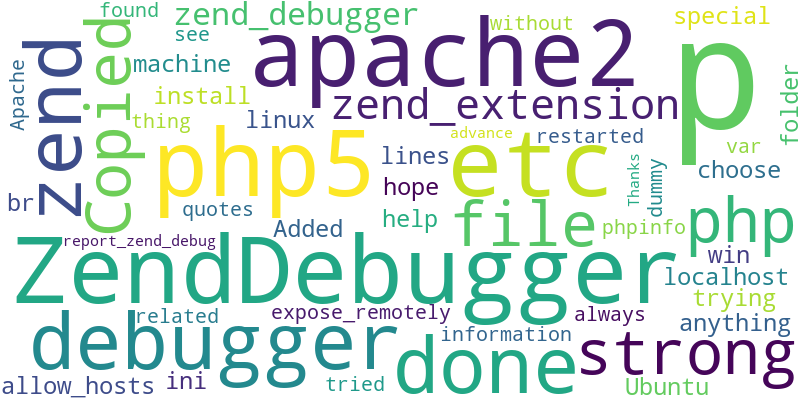 found
zend_debugger
without
special
see
Apache
zend
Copied
machine
apache2
p
install
zend_extension
folder
thing
linux
advance
restarted
var
php5
lines
etc
Thanks
dummy
choose
br
hope
quotes
Added
help
file
phpinfo
php
report_zend_debug
ZendDebugger
win
localhost
trying
related
expose_remotely
always
anything
debugger
done
information
strong
allow_hosts
ini
tried
Ubuntu